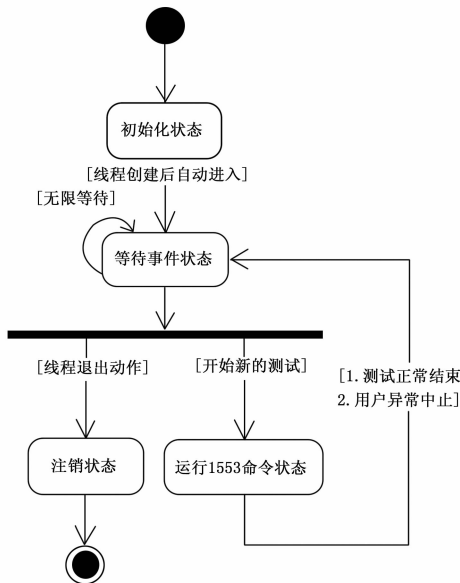 初始化状态
[线程创建后自动进入]
[无限等待]
等待事件状态
[线程退出动作]
[开始新的测试]
[1.测试正常结束
2.用户异常中止]
注销状态
运行1553命令状态